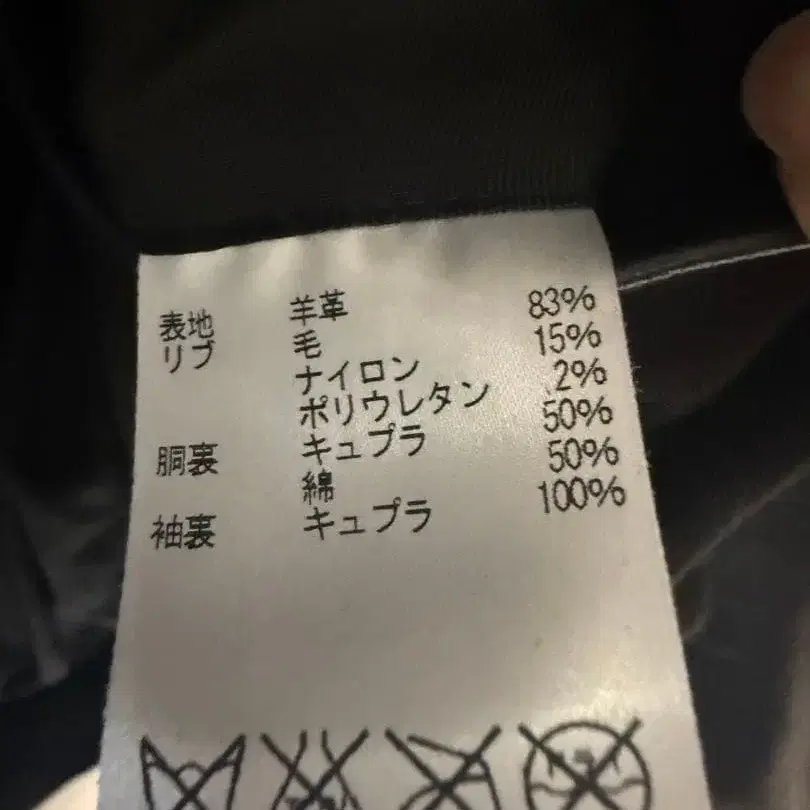 表地 羊革
リブ 毛 83%
ナイロン 15%
ポリウレタン 2%
胴裏 キュプラ 50%
綿 50%
袖裏 キュプラ 100%